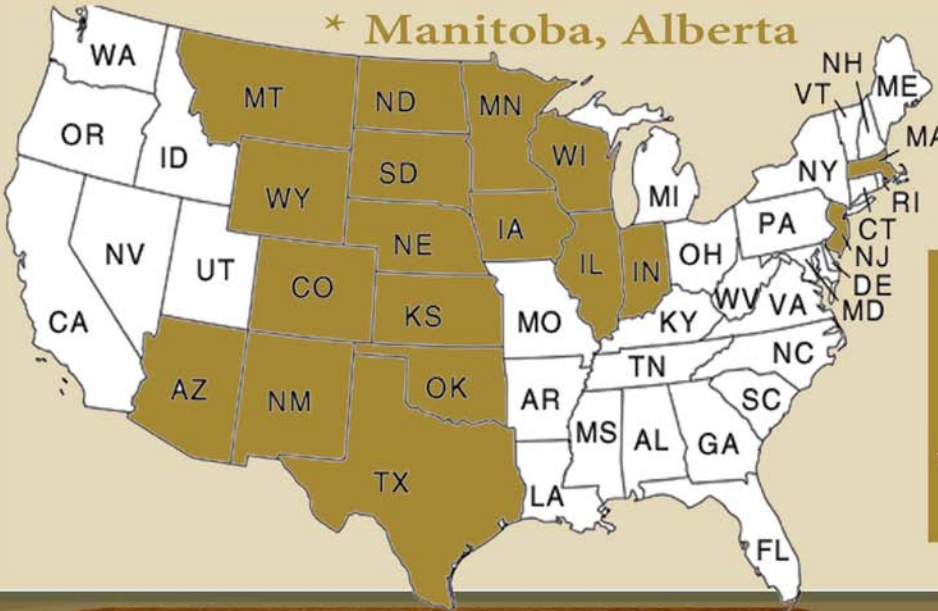 * Manitoba, Alberta
WA
MT
ND
MN
NH
VT
ME
OR
ID
SD
WI
MA
WY
MI
NY
RI
NE
IA
PA
CT
NV
UT
CO
IL
IN
OH
NJ
DE
CA
KS
MO
WV
VA
MD
KY
AZ
NM
OK
TN
NC
AR
SC
MS
AL
GA
TX
LA
FL